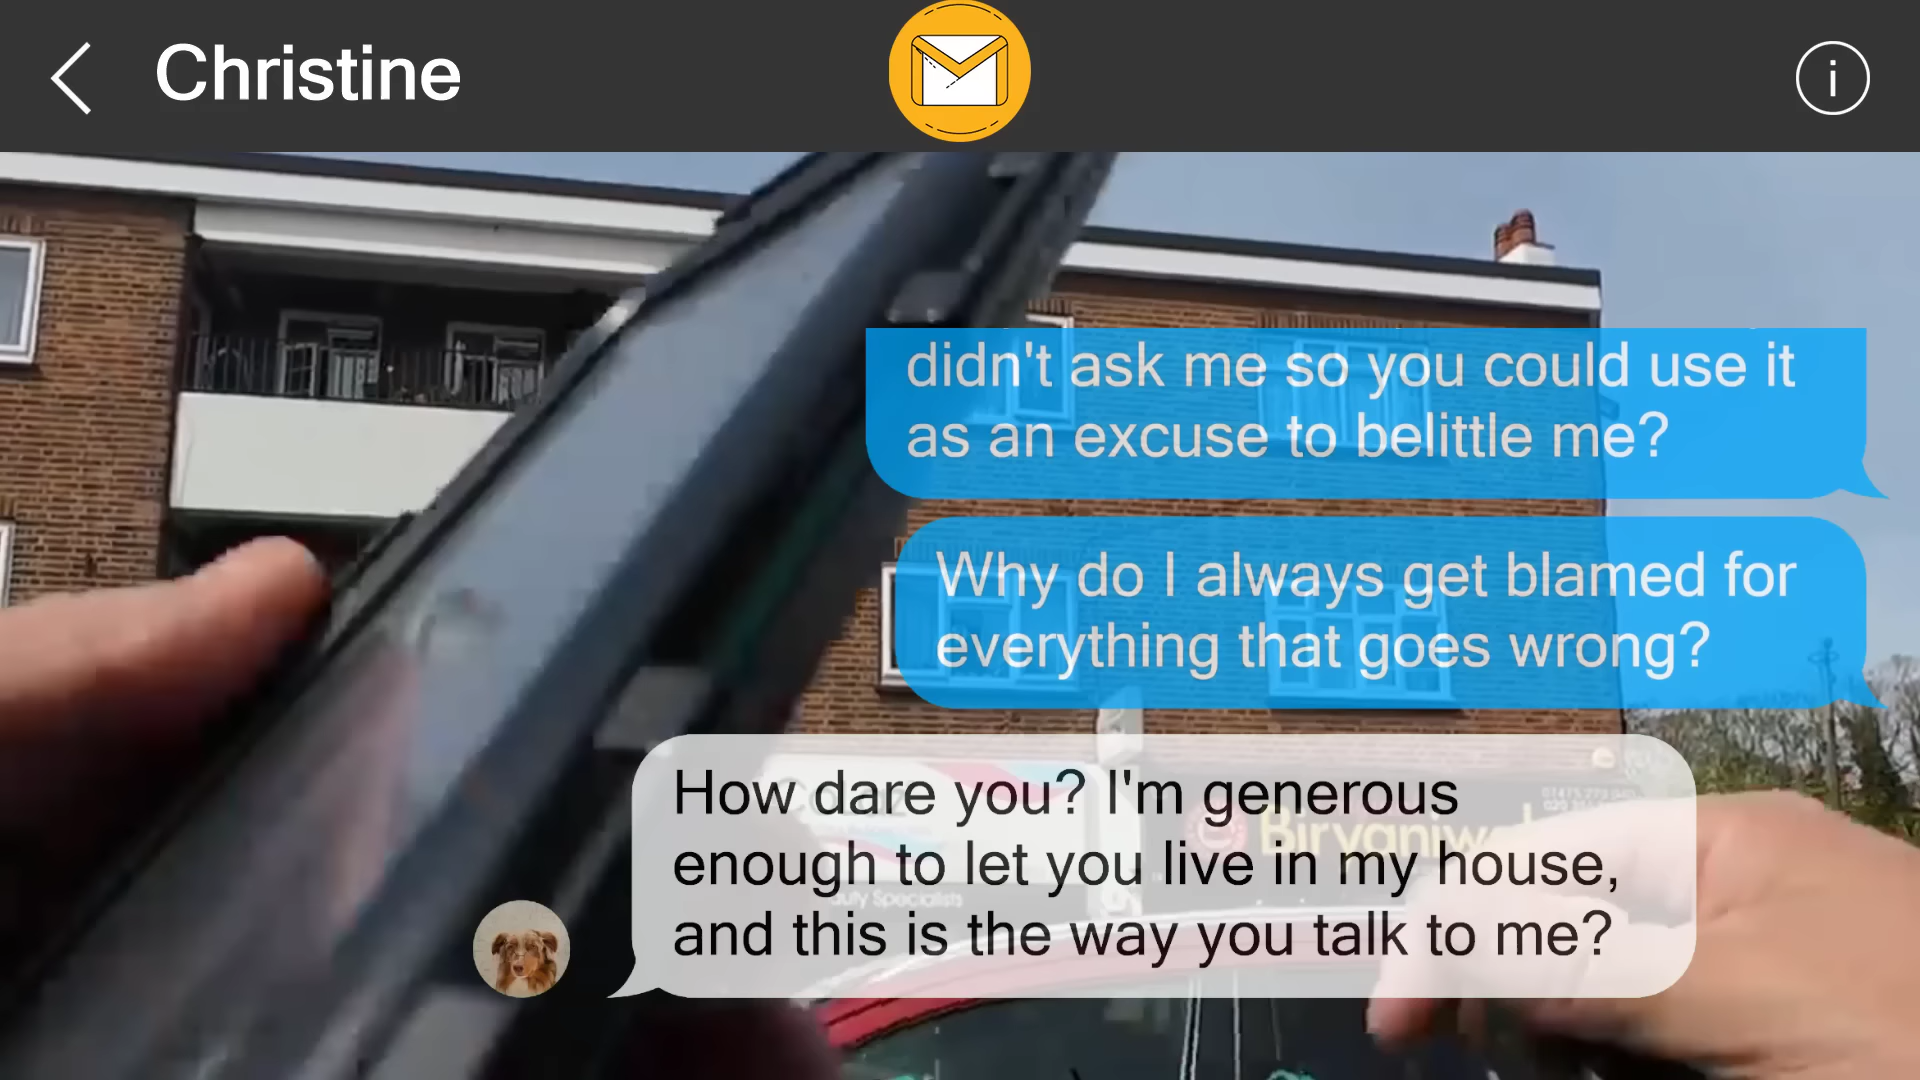 Christine
didn't ask me so you could use it
as an excuse to belittle me?
Why do I always get blamed for
everything that goes wrong?
How dare you? I'm generous
enough to let you live in my house,
and this is the way you talk to me?
Specialists